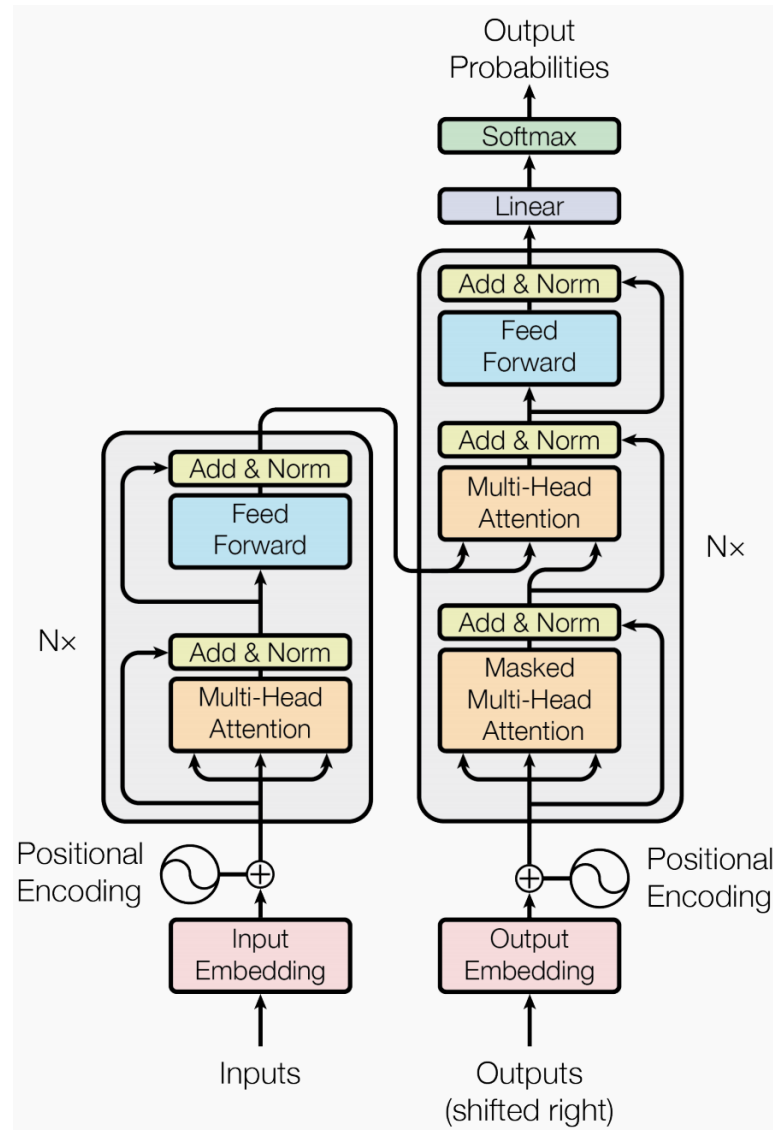 Output
Probabilities
Softmax
Linear
Add & Norm
Feed
Forward
Add & Norm
Multi-Head
Attention
Add & Norm
Masked
Multi-Head
Attention
N×
Add & Norm
Feed
Forward
Add & Norm
Multi-Head
Attention
N×
Positional
Encoding
Positional
Encoding
Input
Embedding
Output
Embedding
Inputs
Outputs
(shifted right)